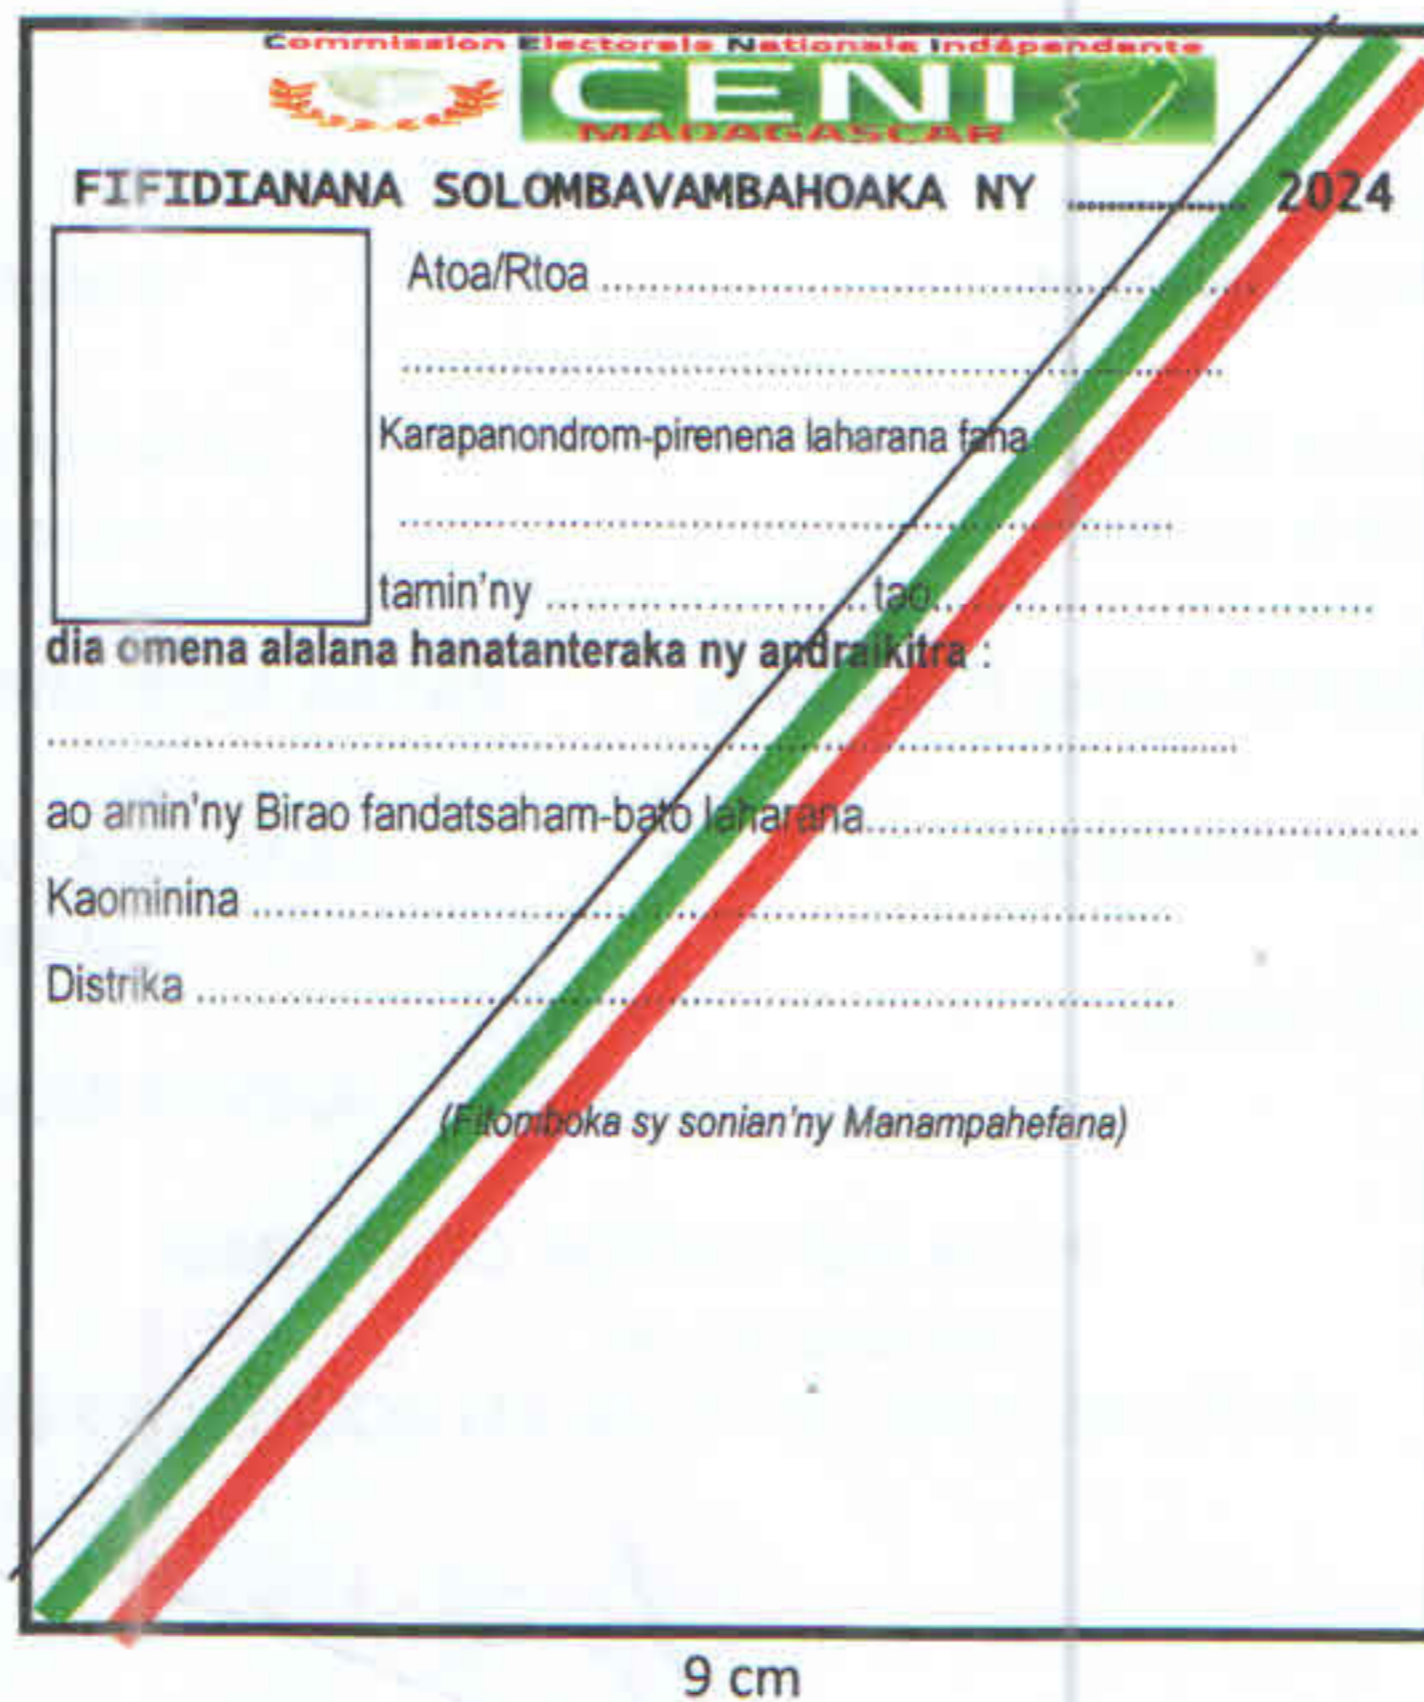 Commission Electorale Nationale Indépendante
CENI
MADAGASCAR
FIFIDIANANA SOLOMBAVAMBAHOAKA NY .................. 2024
Atoa/Rtoa ..................................................
..................................................
Karapanondrom-pirenena laharana faha
..................................................
tamin'ny ........................ tao..................................
dia omena alalana hanatanteraka ny andraikitra :
..................................................
ao amin'ny Birao fandatsaham-bato laharana........................................
Kaominina ..................................................
Distrika ..................................................
(Fitomboka sy sonian'ny Manampahefana)
9 cm